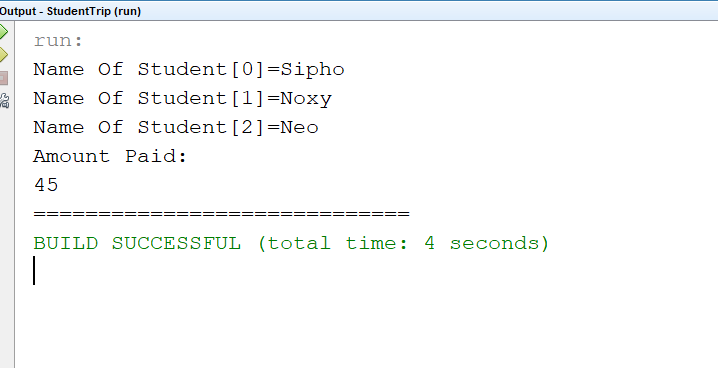 Output - StudentTrip (run)
run:
Name Of Student[0]=Sipho
Name Of Student[1]=Noxy
Name Of Student[2]=Neo
Amount Paid:
45
=============================
BUILD SUCCESSFUL (total time: 4 seconds)